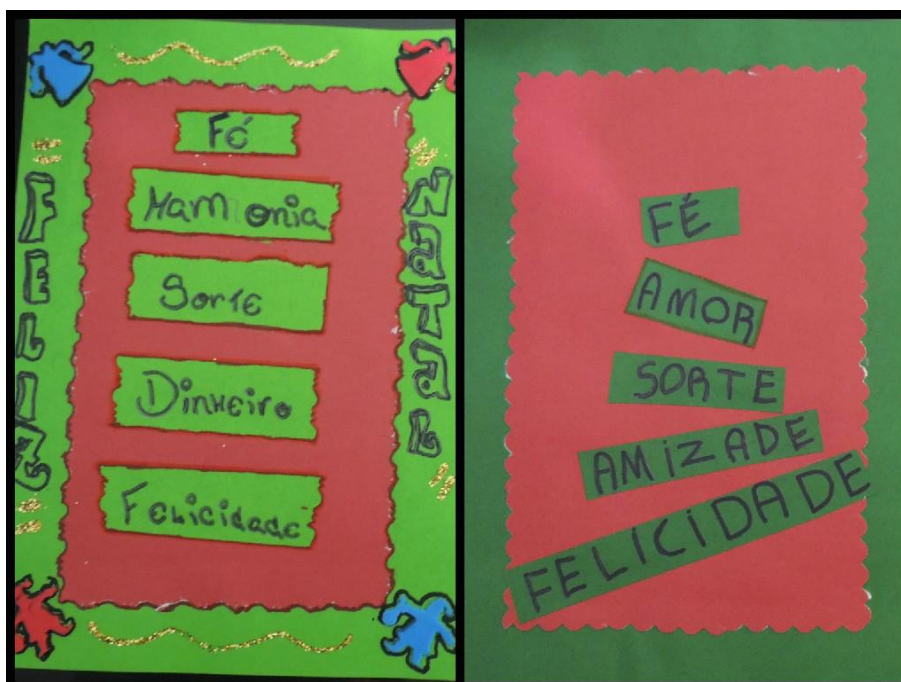 FELIZ
Fé
Harmonia
Sorte
Dinheiro
Felicidade
NATAL
FÉ
AMOR
SORTE
AMIZADE
FELICIDADE